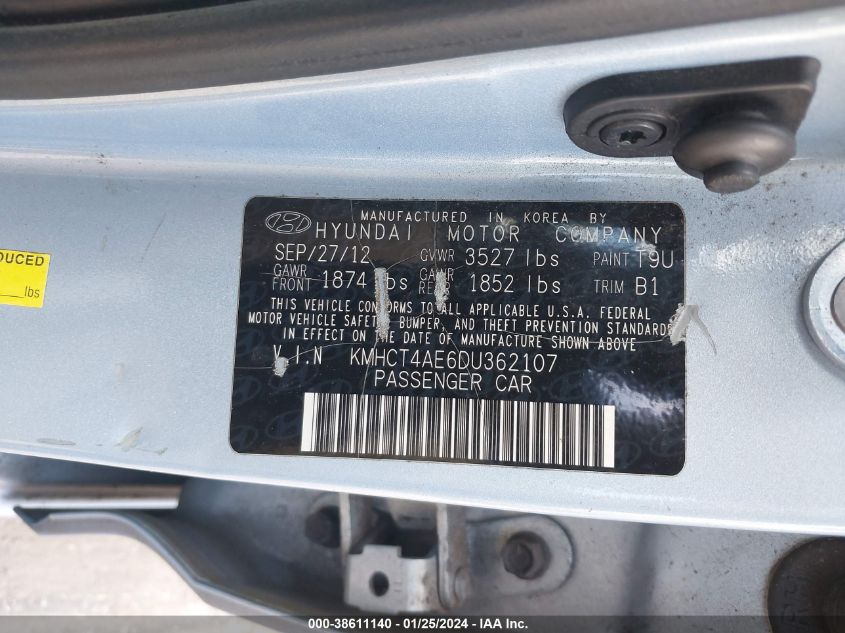 MANUFACTURED IN KOREA BY
HYUNDAI MOTOR COMPANY
SEP/27/12 GVWR 3527 lbs PAINT T9U
GAWR FRONT 1874 lbs GAWR REAR 1852 lbs TRIM B1
THIS VEHICLE CONFORMS TO ALL APPLICABLE U.S.A. FEDERAL
MOTOR VEHICLE SAFETY, BUMPER, AND THEFT PREVENTION STANDARDS
IN EFFECT ON THE DATE OF MANUFACTURE SHOWN ABOVE
V.I.N KMHCT4AE6DU362107
PASSENGER CAR
DUCED
lbs
000-38611140 - 01/25/2024 - IAAI.com